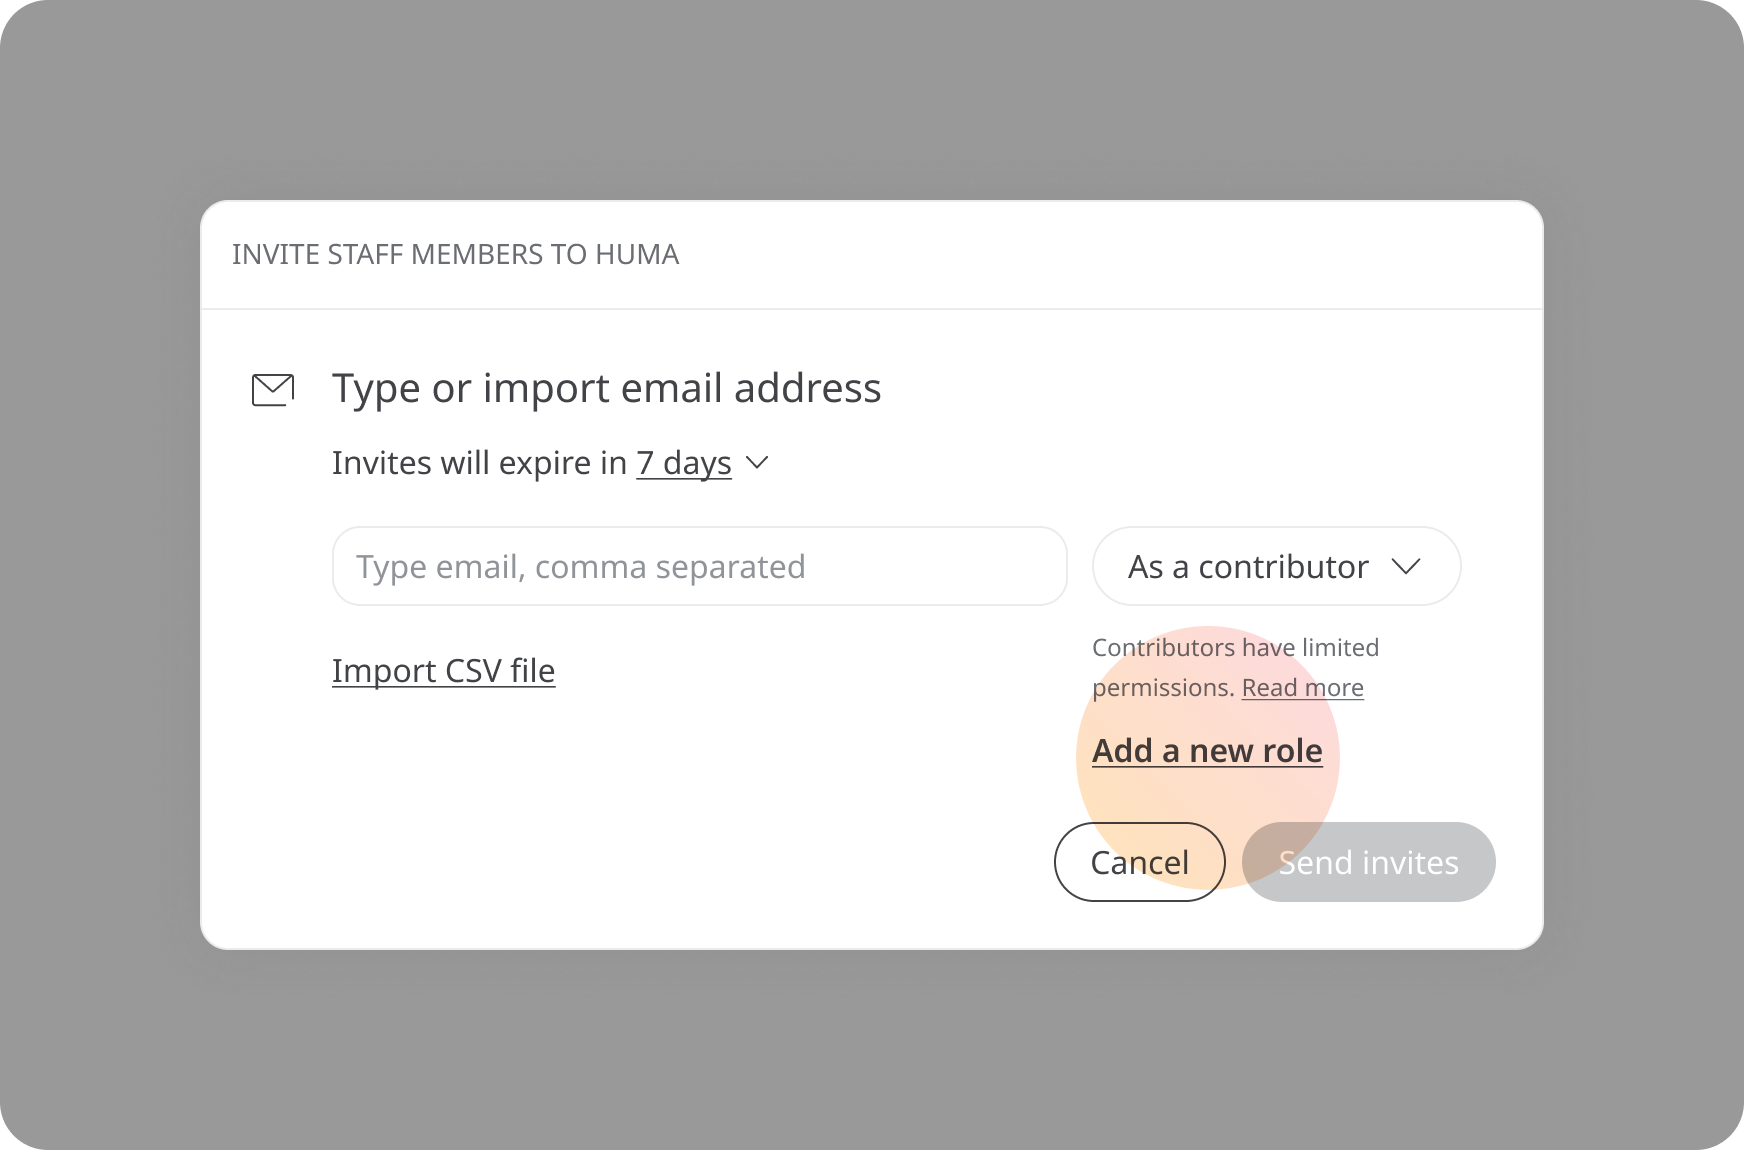 INVITE STAFF MEMBERS TO HUMA
Type or import email address
Invites will expire in 7 days
Type email, comma separated
As a contributor
Import CSV file
Contributors have limited
permissions. Read more
Add a new role
Cancel
Send invites